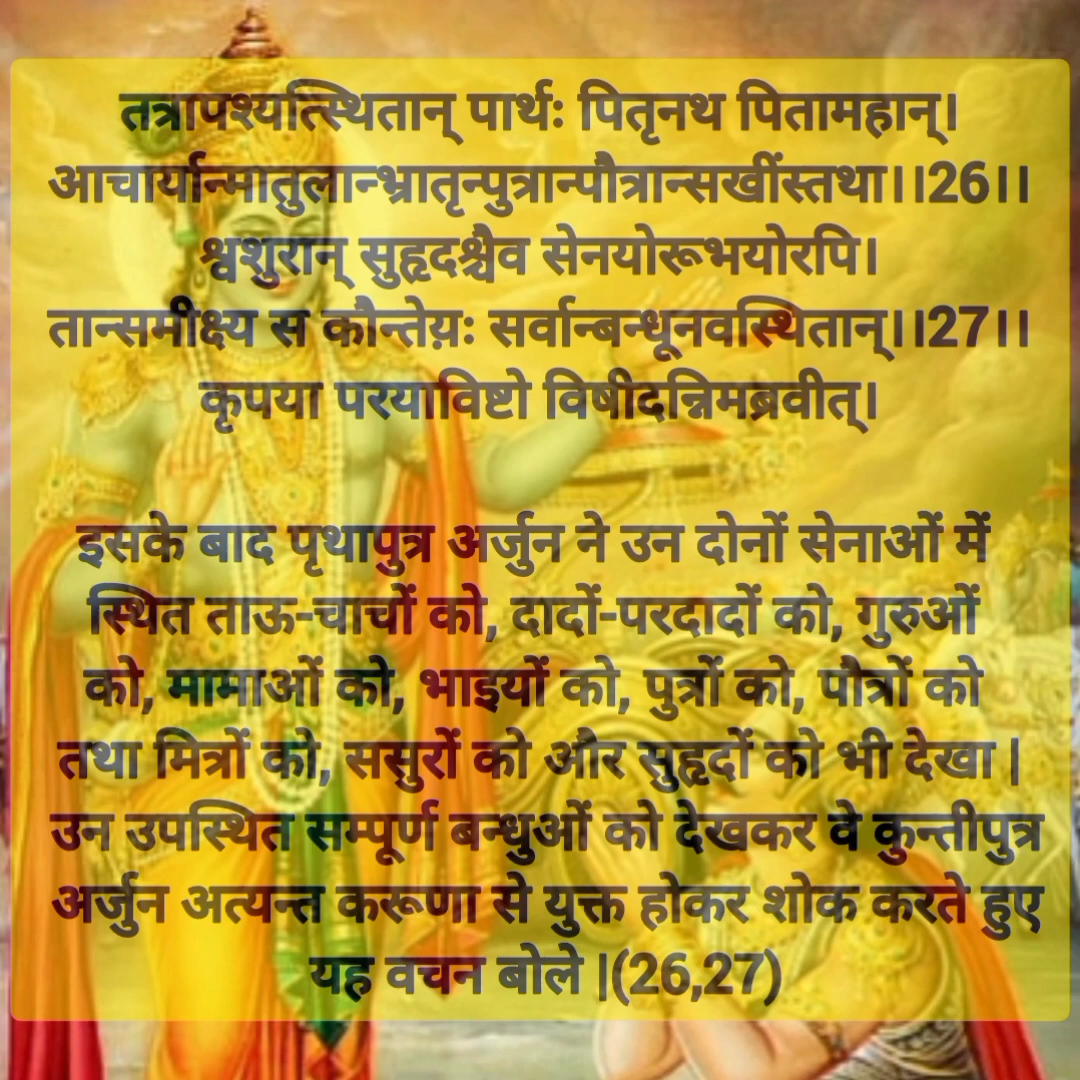 तत्रापश्यत्स्थितान् पार्थः पितृनथ पितामहान्।
आचार्यान्मातुलान्भ्रातृन्पुत्रान्पौत्रान्सखींस्तथा।।26।।
श्वशुरान् सुहृदश्चैव सेनयोरूभयोरपि।
तान्समीक्ष्य स कौन्तेय़ः सर्वान्बन्धूनवस्थितान्।।27।।
कृपया परयाविष्टो विषीदन्निमब्रवीत्।
इसके बाद पृथापुत्र अर्जुन ने उन दोनों सेनाओं में
स्थित ताऊ-चाचों को, दादों-परदादों को, गुरुओं
को, मामाओं को, भाइयों को, पुत्रों को, पौत्रों को
तथा मित्रों को, ससुरों को और सुहृदों को भी देखा |
उन उपस्थित सम्पूर्ण बन्धुओं को देखकर वे कुन्तीपुत्र
अर्जुन अत्यन्त करूणा से युक्त होकर शोक करते हुए
यह वचन बोले |(26,27)